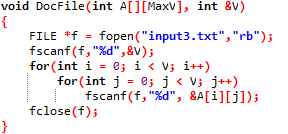 void DocFile(int A[][MaxV], int &V)
{
    FILE *f = fopen("input3.txt","rb");
    fscanf(f,"%d",&V);
    for(int i = 0; i < V; i++)
        for(int j = 0; j < V; j++)
            fscanf(f,"%d", &A[i][j]);
    fclose(f);
}